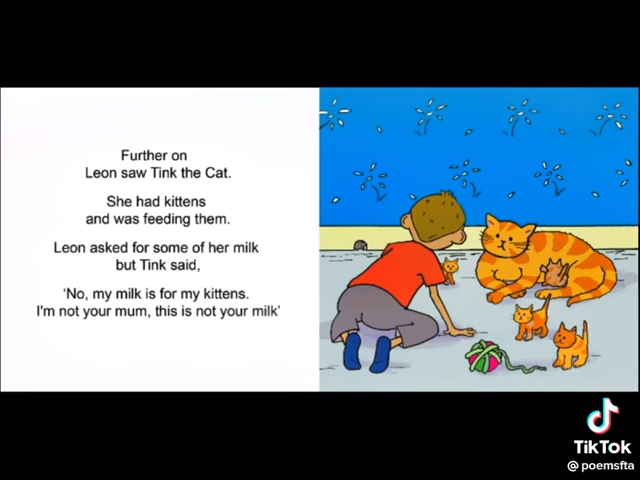 Further on
Leon saw Tink the Cat.
She had kittens
and was feeding them.
Leon asked for some of her milk
but Tink said,
‘No, my milk is for my kittens.
I'm not your mum, this is not your milk’
TikTok
@ poemsfta